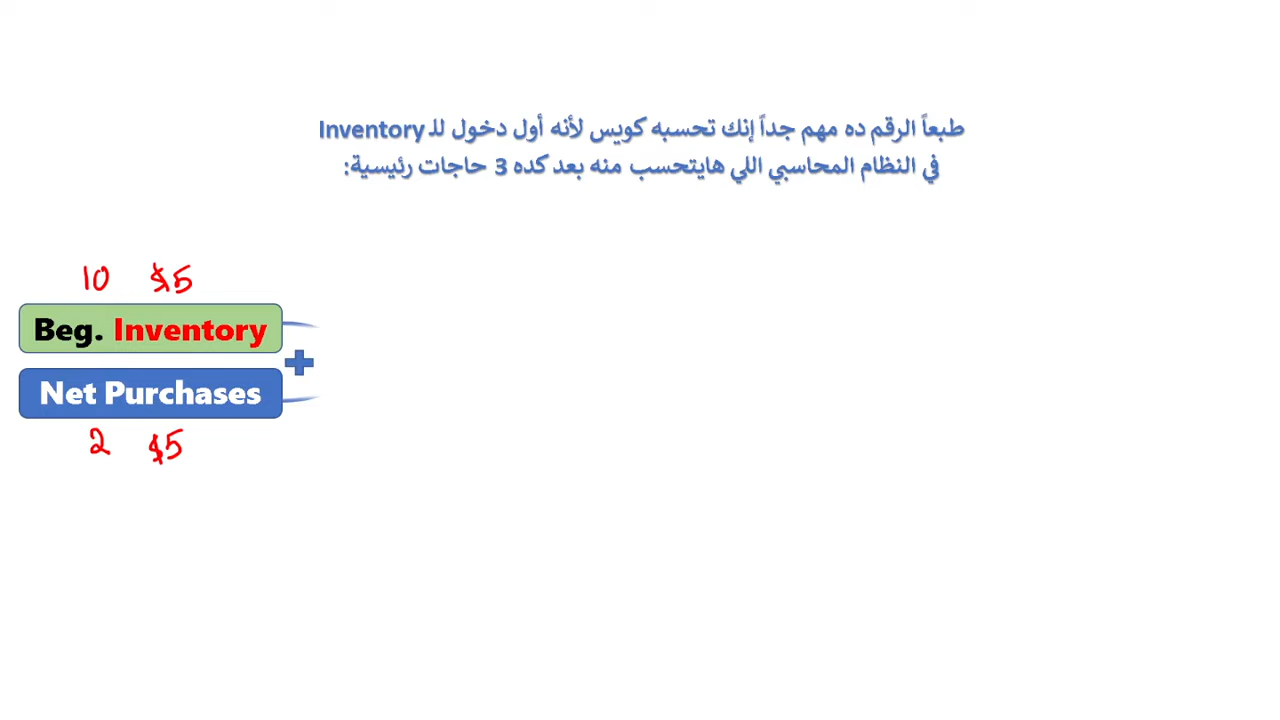 طبعاً الرقم ده مهم جداً إنك تحسبه كويس لأنه أول دخول للـ Inventory
في النظام المحاسبي اللي هايتحسب منه بعد كده 3 حاجات رئيسية:
10 $5
Beg. Inventory
+
Net Purchases
2 $5